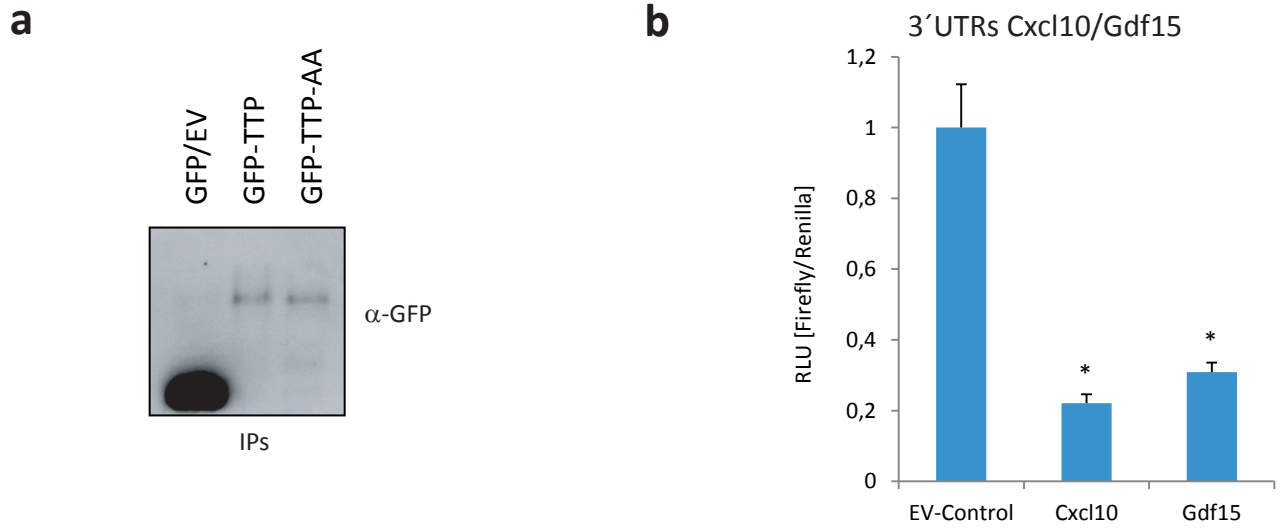 a
GFP/EV
GFP-TTP
GFP-TTP-AA
α-GFP
IPs
b
3´UTRs Cxcl10/Gdf15
RLU [Firefly/Renilla]
1,2
1
0,8
0,6
0,4
0,2
0
*
*
EV-Control Cxcl10 Gdf15